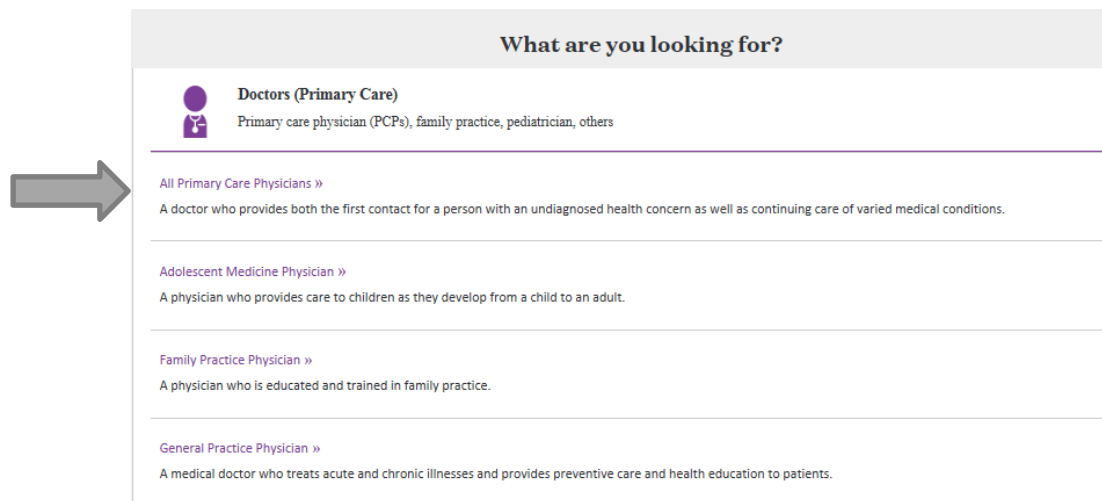 What are you looking for?
Doctors (Primary Care)
Primary care physician (PCPs), family practice, pediatrician, others
All Primary Care Physicians »
A doctor who provides both the first contact for a person with an undiagnosed health concern as well as continuing care of varied medical conditions.
Adolescent Medicine Physician »
A physician who provides care to children as they develop from a child to an adult.
Family Practice Physician »
A physician who is educated and trained in family practice.
General Practice Physician »
A medical doctor who treats acute and chronic illnesses and provides preventive care and health education to patients.